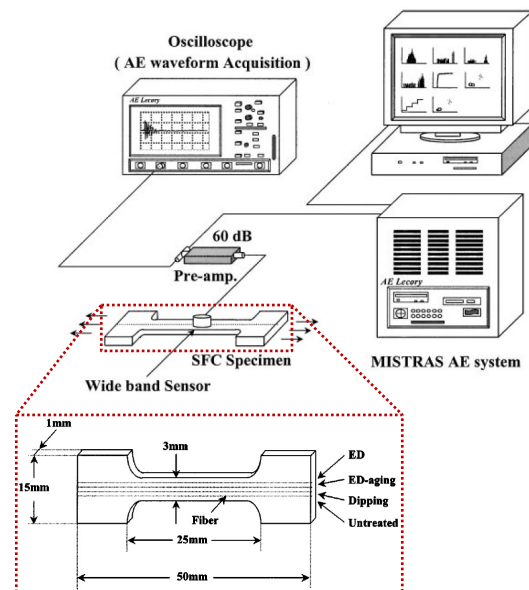 Oscilloscope
( AE waveform Acquisition )
AE Lecory
60 dB
Pre-amp.
AE Lecory
SFC Specimen
MISTRAS AE system
Wide band Sensor
1mm
3mm
ED
ED-aging
15mm
Dipping
Fiber
Untreated
25mm
50mm